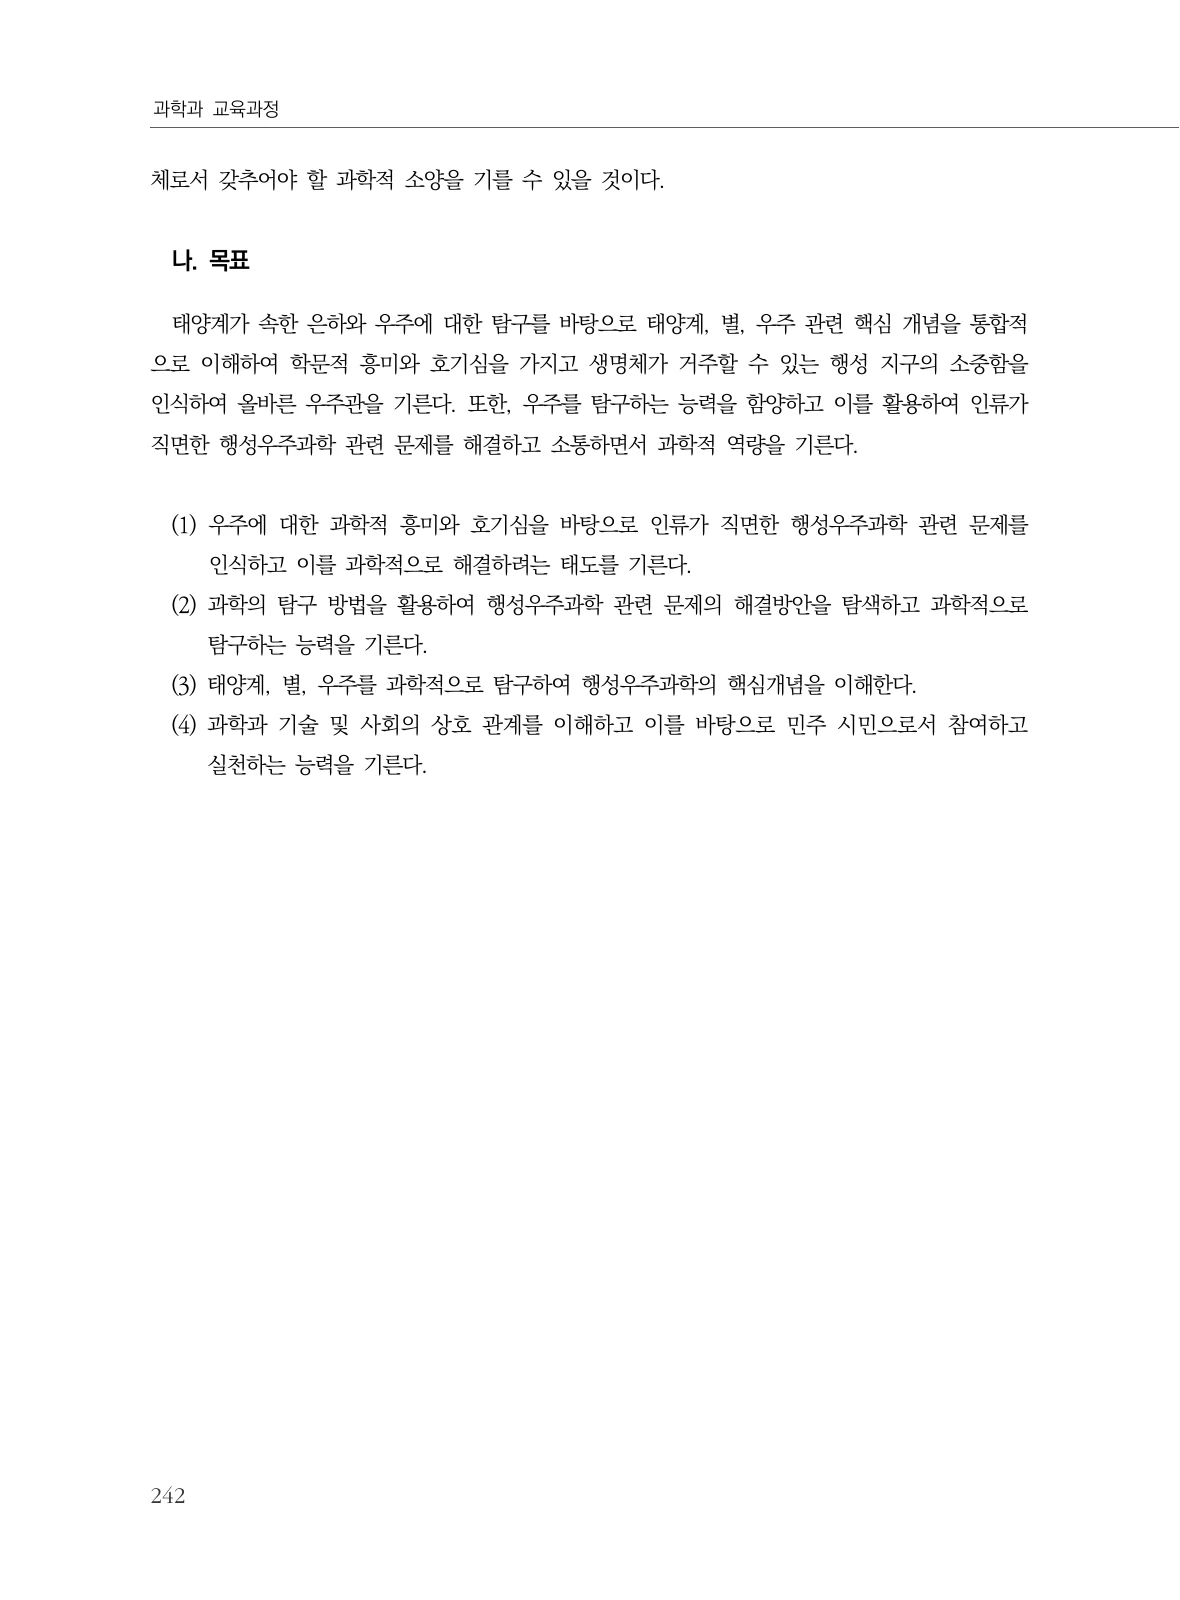 과학과 교육과정
체로서 갖추어야 할 과학적 소양을 기를 수 있을 것이다.
나. 목표
태양계가 속한 은하와 우주에 대한 탐구를 바탕으로 태양계, 별, 우주 관련 핵심 개념을 통합적
으로 이해하여 학문적 흥미와 호기심을 가지고 생명체가 거주할 수 있는 행성 지구의 소중함을
인식하여 올바른 우주관을 기른다. 또한, 우주를 탐구하는 능력을 함양하고 이를 활용하여 인류가
직면한 행성우주과학 관련 문제를 해결하고 소통하면서 과학적 역량을 기른다.
(1) 우주에 대한 과학적 흥미와 호기심을 바탕으로 인류가 직면한 행성우주과학 관련 문제를
인식하고 이를 과학적으로 해결하려는 태도를 기른다.
(2) 과학의 탐구 방법을 활용하여 행성우주과학 관련 문제의 해결방안을 탐색하고 과학적으로
탐구하는 능력을 기른다.
(3) 태양계, 별, 우주를 과학적으로 탐구하여 행성우주과학의 핵심개념을 이해한다.
(4) 과학과 기술 및 사회의 상호 관계를 이해하고 이를 바탕으로 민주 시민으로서 참여하고
실천하는 능력을 기른다.
242